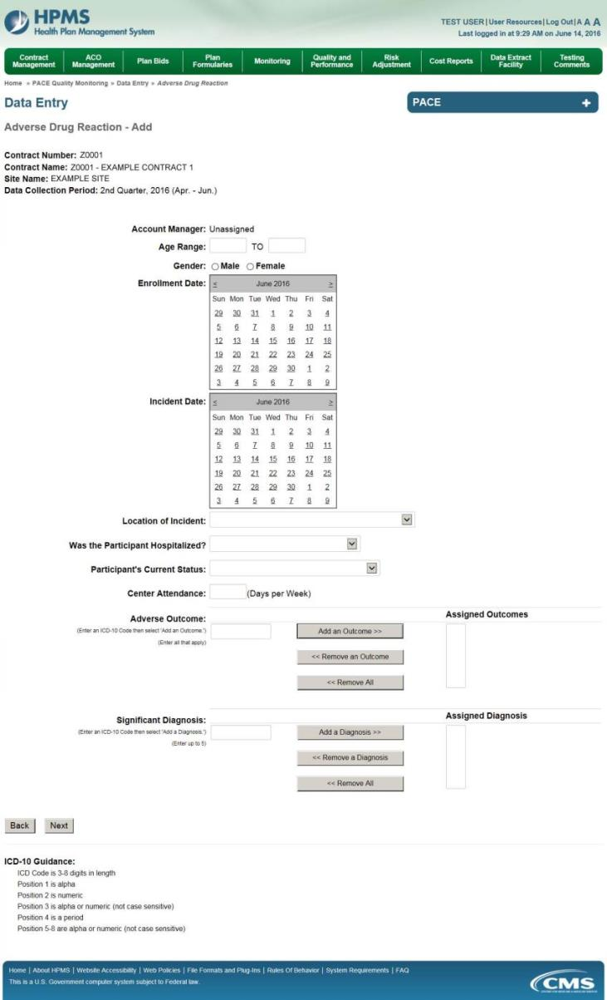 HPMS
Health Plan Management System
TEST USER | User Resources | Log Out | A A A
Last logged in at 9:29 AM on June 14, 2016
Contract Management ACO Management Plan Bids Plan Formularies Monitoring Quality and Performance Risk Adjustment Cost Reports Data Extract Facility Testing Comments
Home » PACE Quality Monitoring » Data Entry » Adverse Drug Reaction
Data Entry
PACE +
Adverse Drug Reaction - Add
Contract Number: Z0001
Contract Name: Z0001 - EXAMPLE CONTRACT 1
Site Name: EXAMPLE SITE
Data Collection Period: 2nd Quarter, 2016 (Apr. - Jun.)
Account Manager: Unassigned
Age Range: TO
Gender: Male Female
Enrollment Date: < June 2016 >
Sun Mon Tue Wed Thu Fri Sat
29 30 31 1 2 3 4
5 6 7 8 9 10 11
12 13 14 15 16 17 18
19 20 21 22 23 24 25
26 27 28 29 30 1 2
3 4 5 6 7 8 9
Incident Date: < June 2016 >
Sun Mon Tue Wed Thu Fri Sat
29 30 31 1 2 3 4
5 6 7 8 9 10 11
12 13 14 15 16 17 18
19 20 21 22 23 24 25
26 27 28 29 30 1 2
3 4 5 6 7 8 9
Location of Incident:
Was the Participant Hospitalized?
Participant's Current Status:
Center Attendance: (Days per Week)
Adverse Outcome: Assigned Outcomes
(Enter an ICD-10 Code then select 'Add an Outcome.') Add an Outcome >>
(Enter all that apply)
<< Remove an Outcome
<< Remove All
Significant Diagnosis: Assigned Diagnosis
(Enter an ICD-10 Code then select 'Add a Diagnosis.') Add a Diagnosis >>
(Enter up to 5)
<< Remove a Diagnosis
<< Remove All
Back Next
ICD-10 Guidance:
ICD Code is 3-8 digits in length
Position 1 is alpha
Position 2 is numeric
Position 3 is alpha or numeric (not case sensitive)
Position 4 is a period
Position 5-8 are alpha or numeric (not case sensitive)
Home | About HPMS | Website Accessibility | Web Policies | File Formats and Plug-Ins | Rules Of Behavior | System Requirements | FAQ
This is a U.S. Government computer system subject to Federal law.
CMS